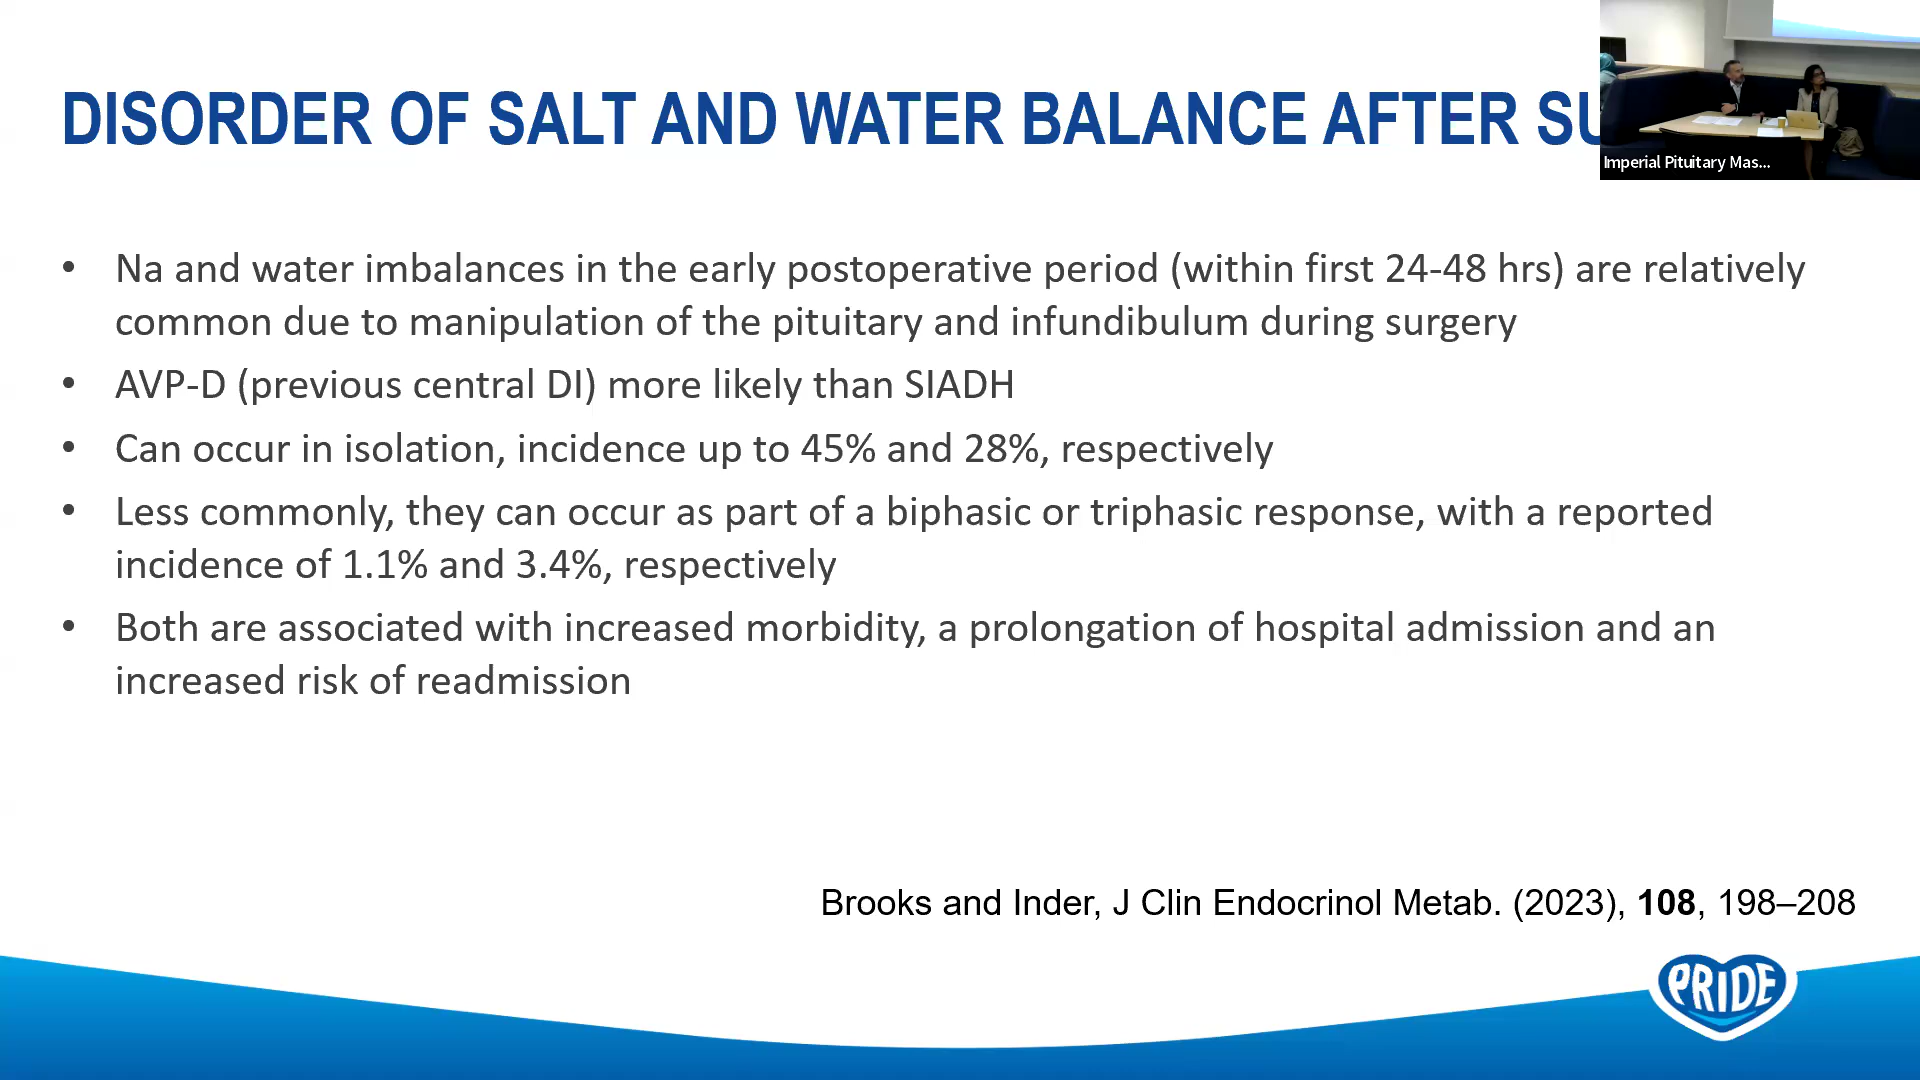 DISORDER OF SALT AND WATER BALANCE AFTER
Imperial Pituitary Mas...
• Na and water imbalances in the early postoperative period (within first 24-48 hrs) are relatively
common due to manipulation of the pituitary and infundibulum during surgery
• AVP-D (previous central DI) more likely than SIADH
• Can occur in isolation, incidence up to 45% and 28%, respectively
• Less commonly, they can occur as part of a biphasic or triphasic response, with a reported
incidence of 1.1% and 3.4%, respectively
• Both are associated with increased morbidity, a prolongation of hospital admission and an
increased risk of readmission
Brooks and Inder, J Clin Endocrinol Metab. (2023), 108, 198–208
PRIDE